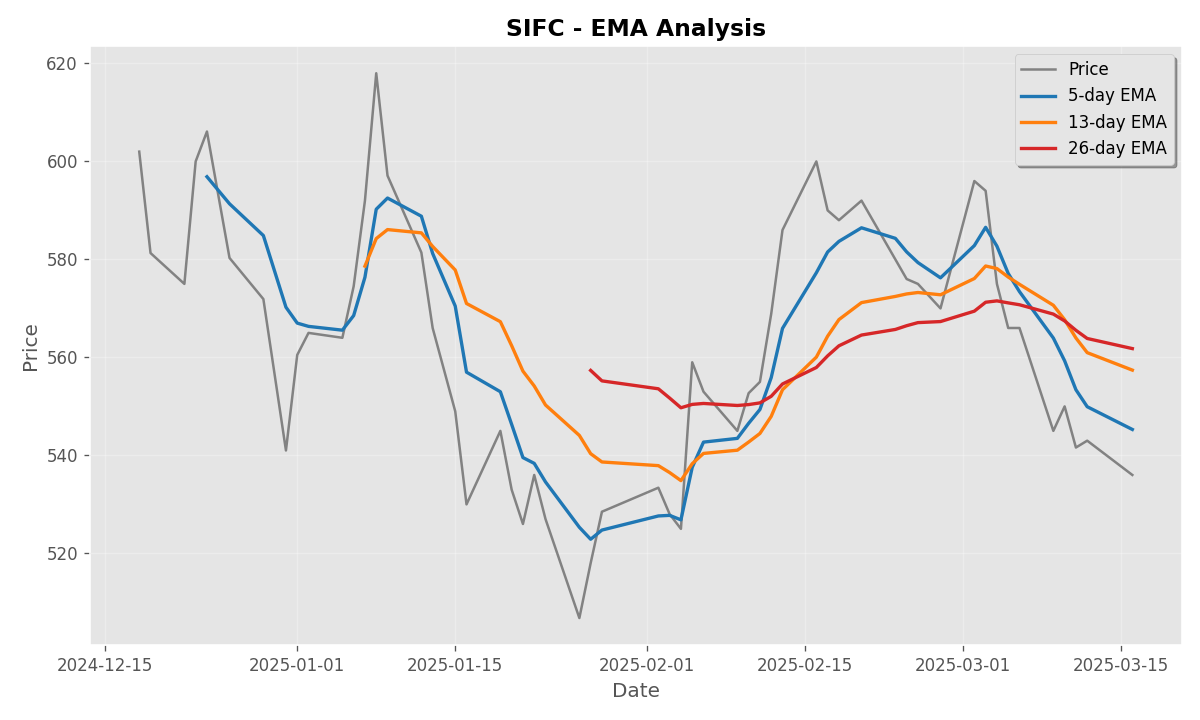 SIFC - EMA Analysis
Price
5-day EMA
13-day EMA
26-day EMA
Price
620
600
580
560
540
520
2024-12-15
2025-01-01
2025-01-15
2025-02-01
2025-02-15
2025-03-01
2025-03-15
Date